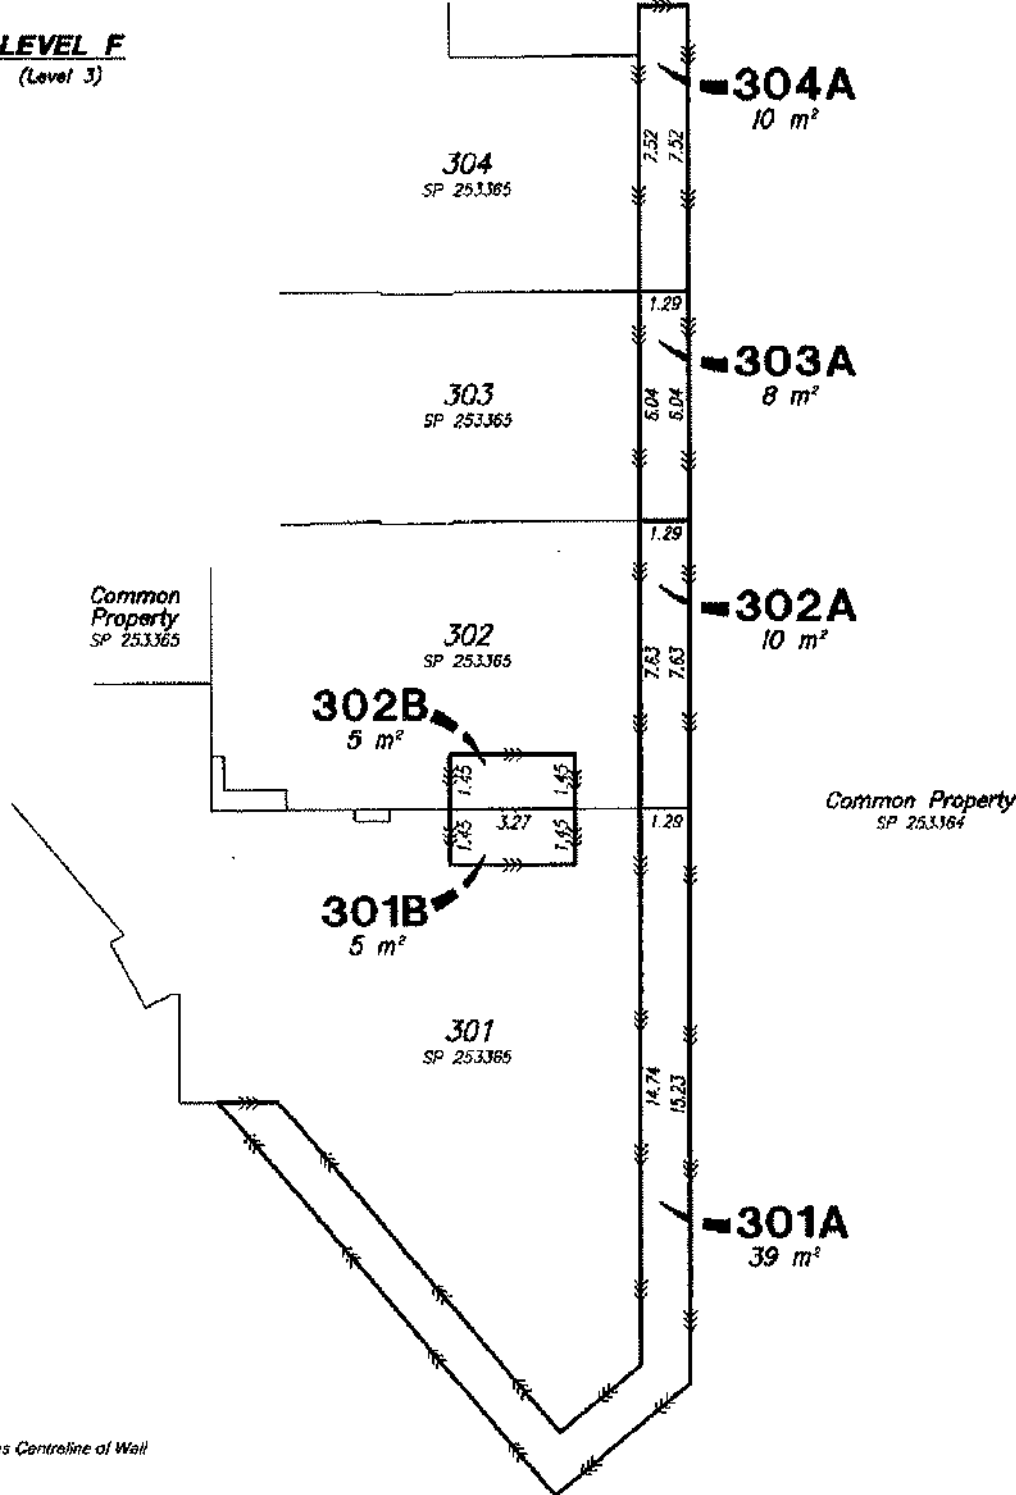 LEVEL F
(Level 3)
304A
10 m²
7.52
7.52
304
SP 253365
1.29
303A
8 m²
6.04
6.04
303
SP 253365
1.29
302A
10 m²
Common
Property
SP 253365
302
SP 253365
7.63
7.63
302B
5 m²
1.45
1.45
3.27
1.29
1.45
1.45
Common Property
SP 253364
301B
5 m²
301
SP 253365
14.74
15.23
301A
39 m²
Centreline of Wall